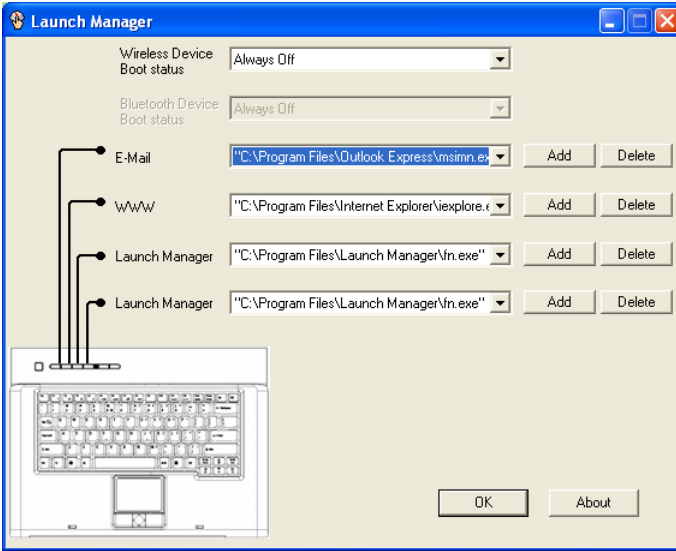 Launch Manager
Wireless Device
Boot status
Always Off
Bluetooth Device
Boot status
Always Off
E-Mail
"C:\Program Files\Outlook Express\msimn.ex
Add
Delete
WWW
"C:\Program Files\Internet Explorer\iexplore.e
Add
Delete
Launch Manager
"C:\Program Files\Launch Manager\fn.exe"
Add
Delete
Launch Manager
"C:\Program Files\Launch Manager\fn.exe"
Add
Delete
OK
About